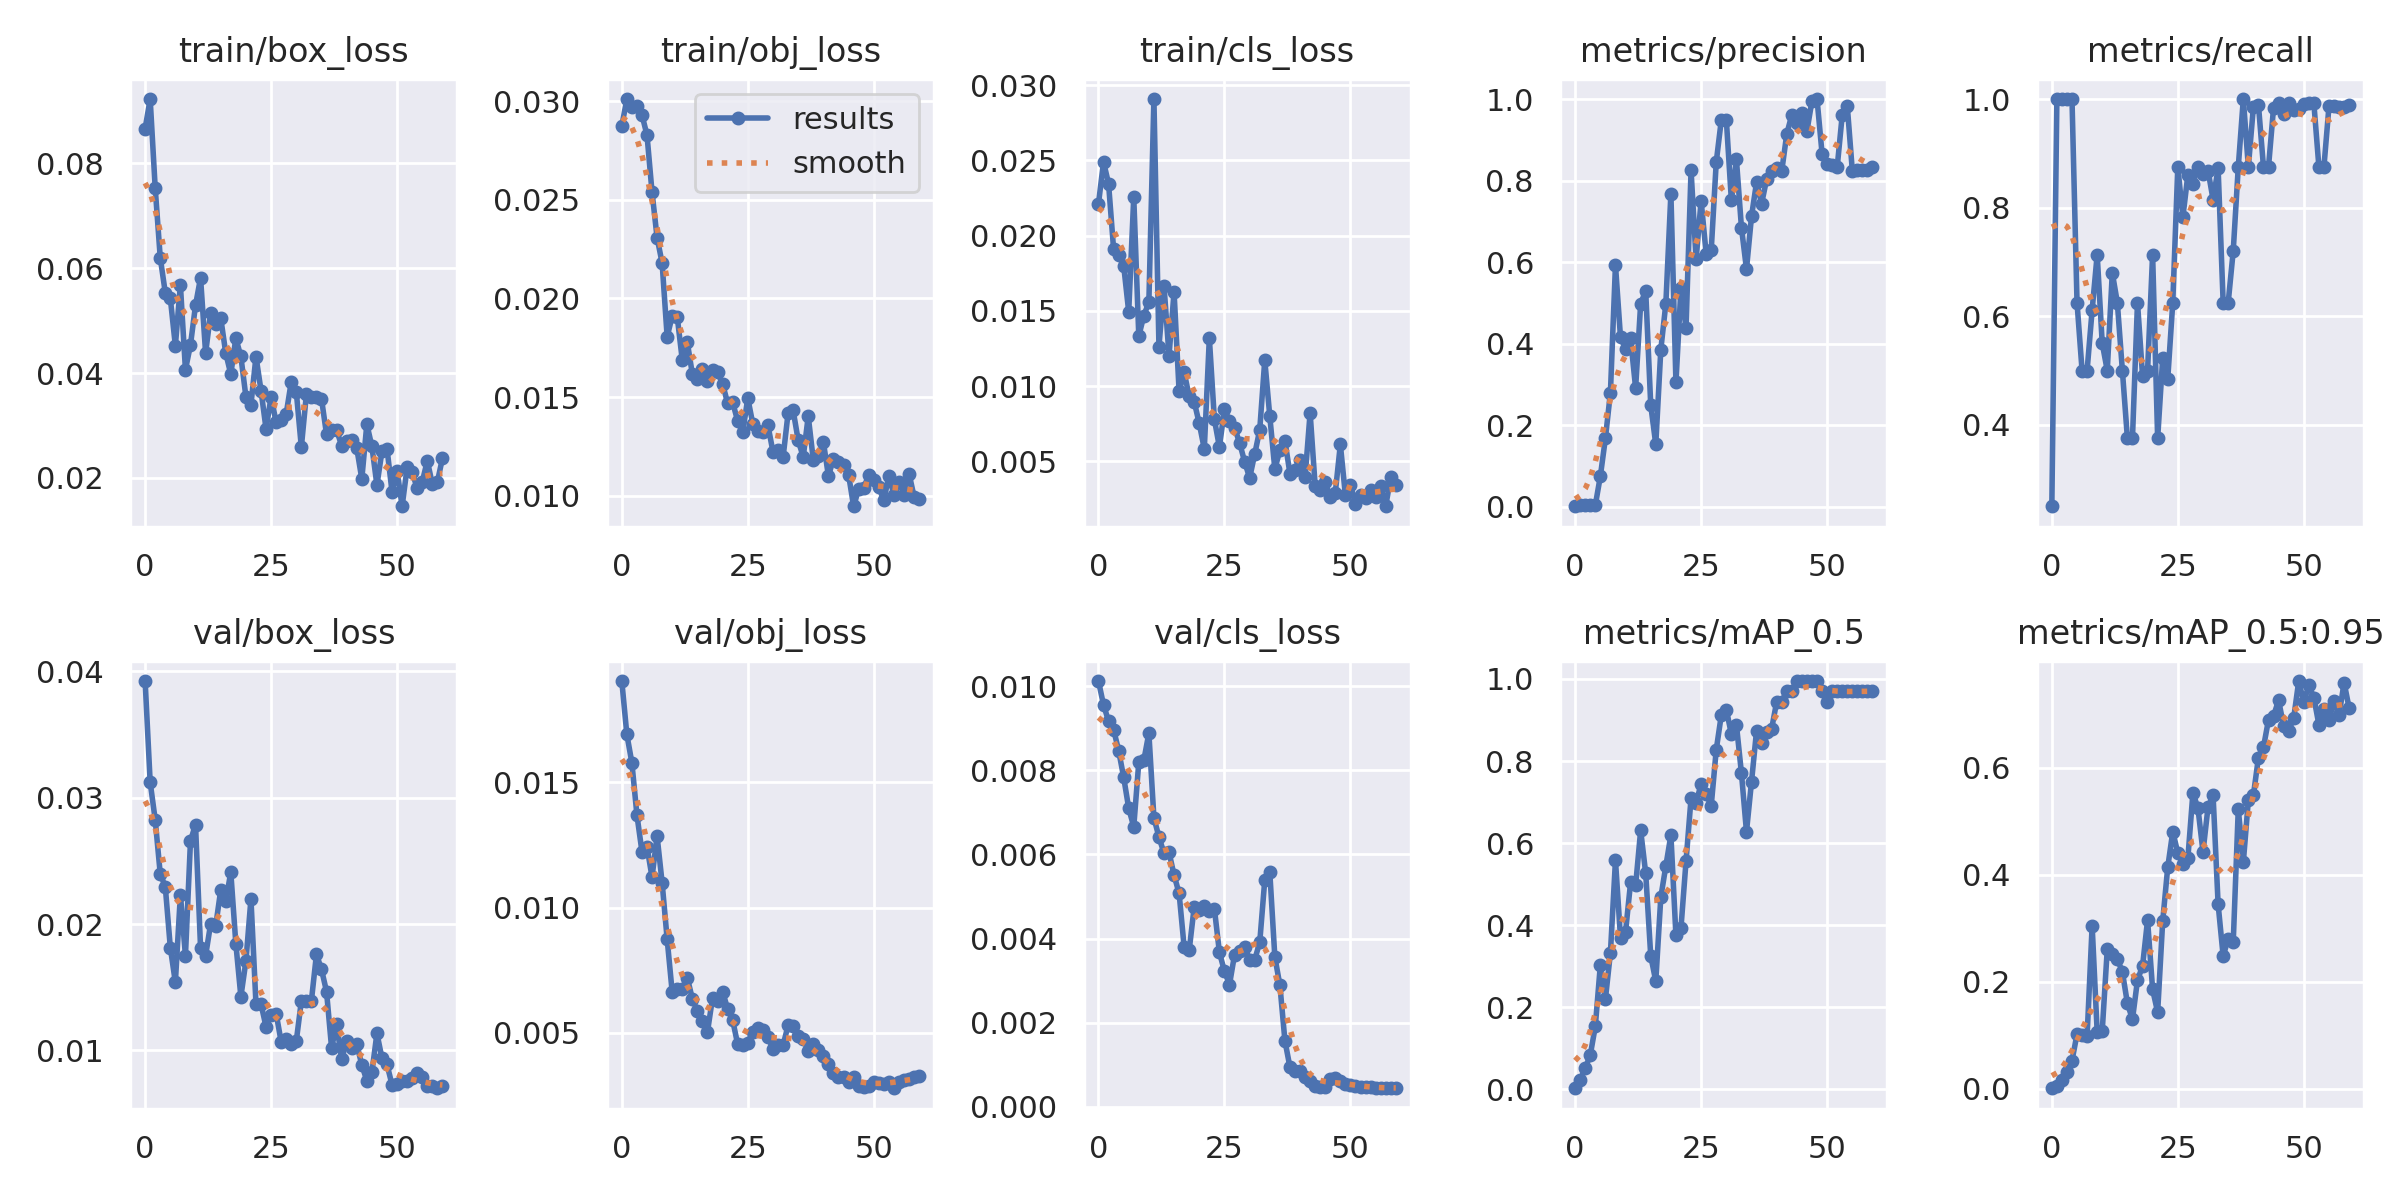 train/box_loss
0.08
0.06
0.04
0.02
0 25 50
train/obj_loss
0.030
0.025
0.020
0.015
0.010
results
smooth
0 25 50
train/cls_loss
0.030
0.025
0.020
0.015
0.010
0.005
0 25 50
metrics/precision
1.0
0.8
0.6
0.4
0.2
0.0
0 25 50
metrics/recall
1.0
0.8
0.6
0.4
0 25 50
val/box_loss
0.04
0.03
0.02
0.01
0 25 50
val/obj_loss
0.015
0.010
0.005
0 25 50
val/cls_loss
0.010
0.008
0.006
0.004
0.002
0.000
0 25 50
metrics/mAP_0.5
1.0
0.8
0.6
0.4
0.2
0.0
0 25 50
metrics/mAP_0.5:0.95
0.6
0.4
0.2
0.0
0 25 50